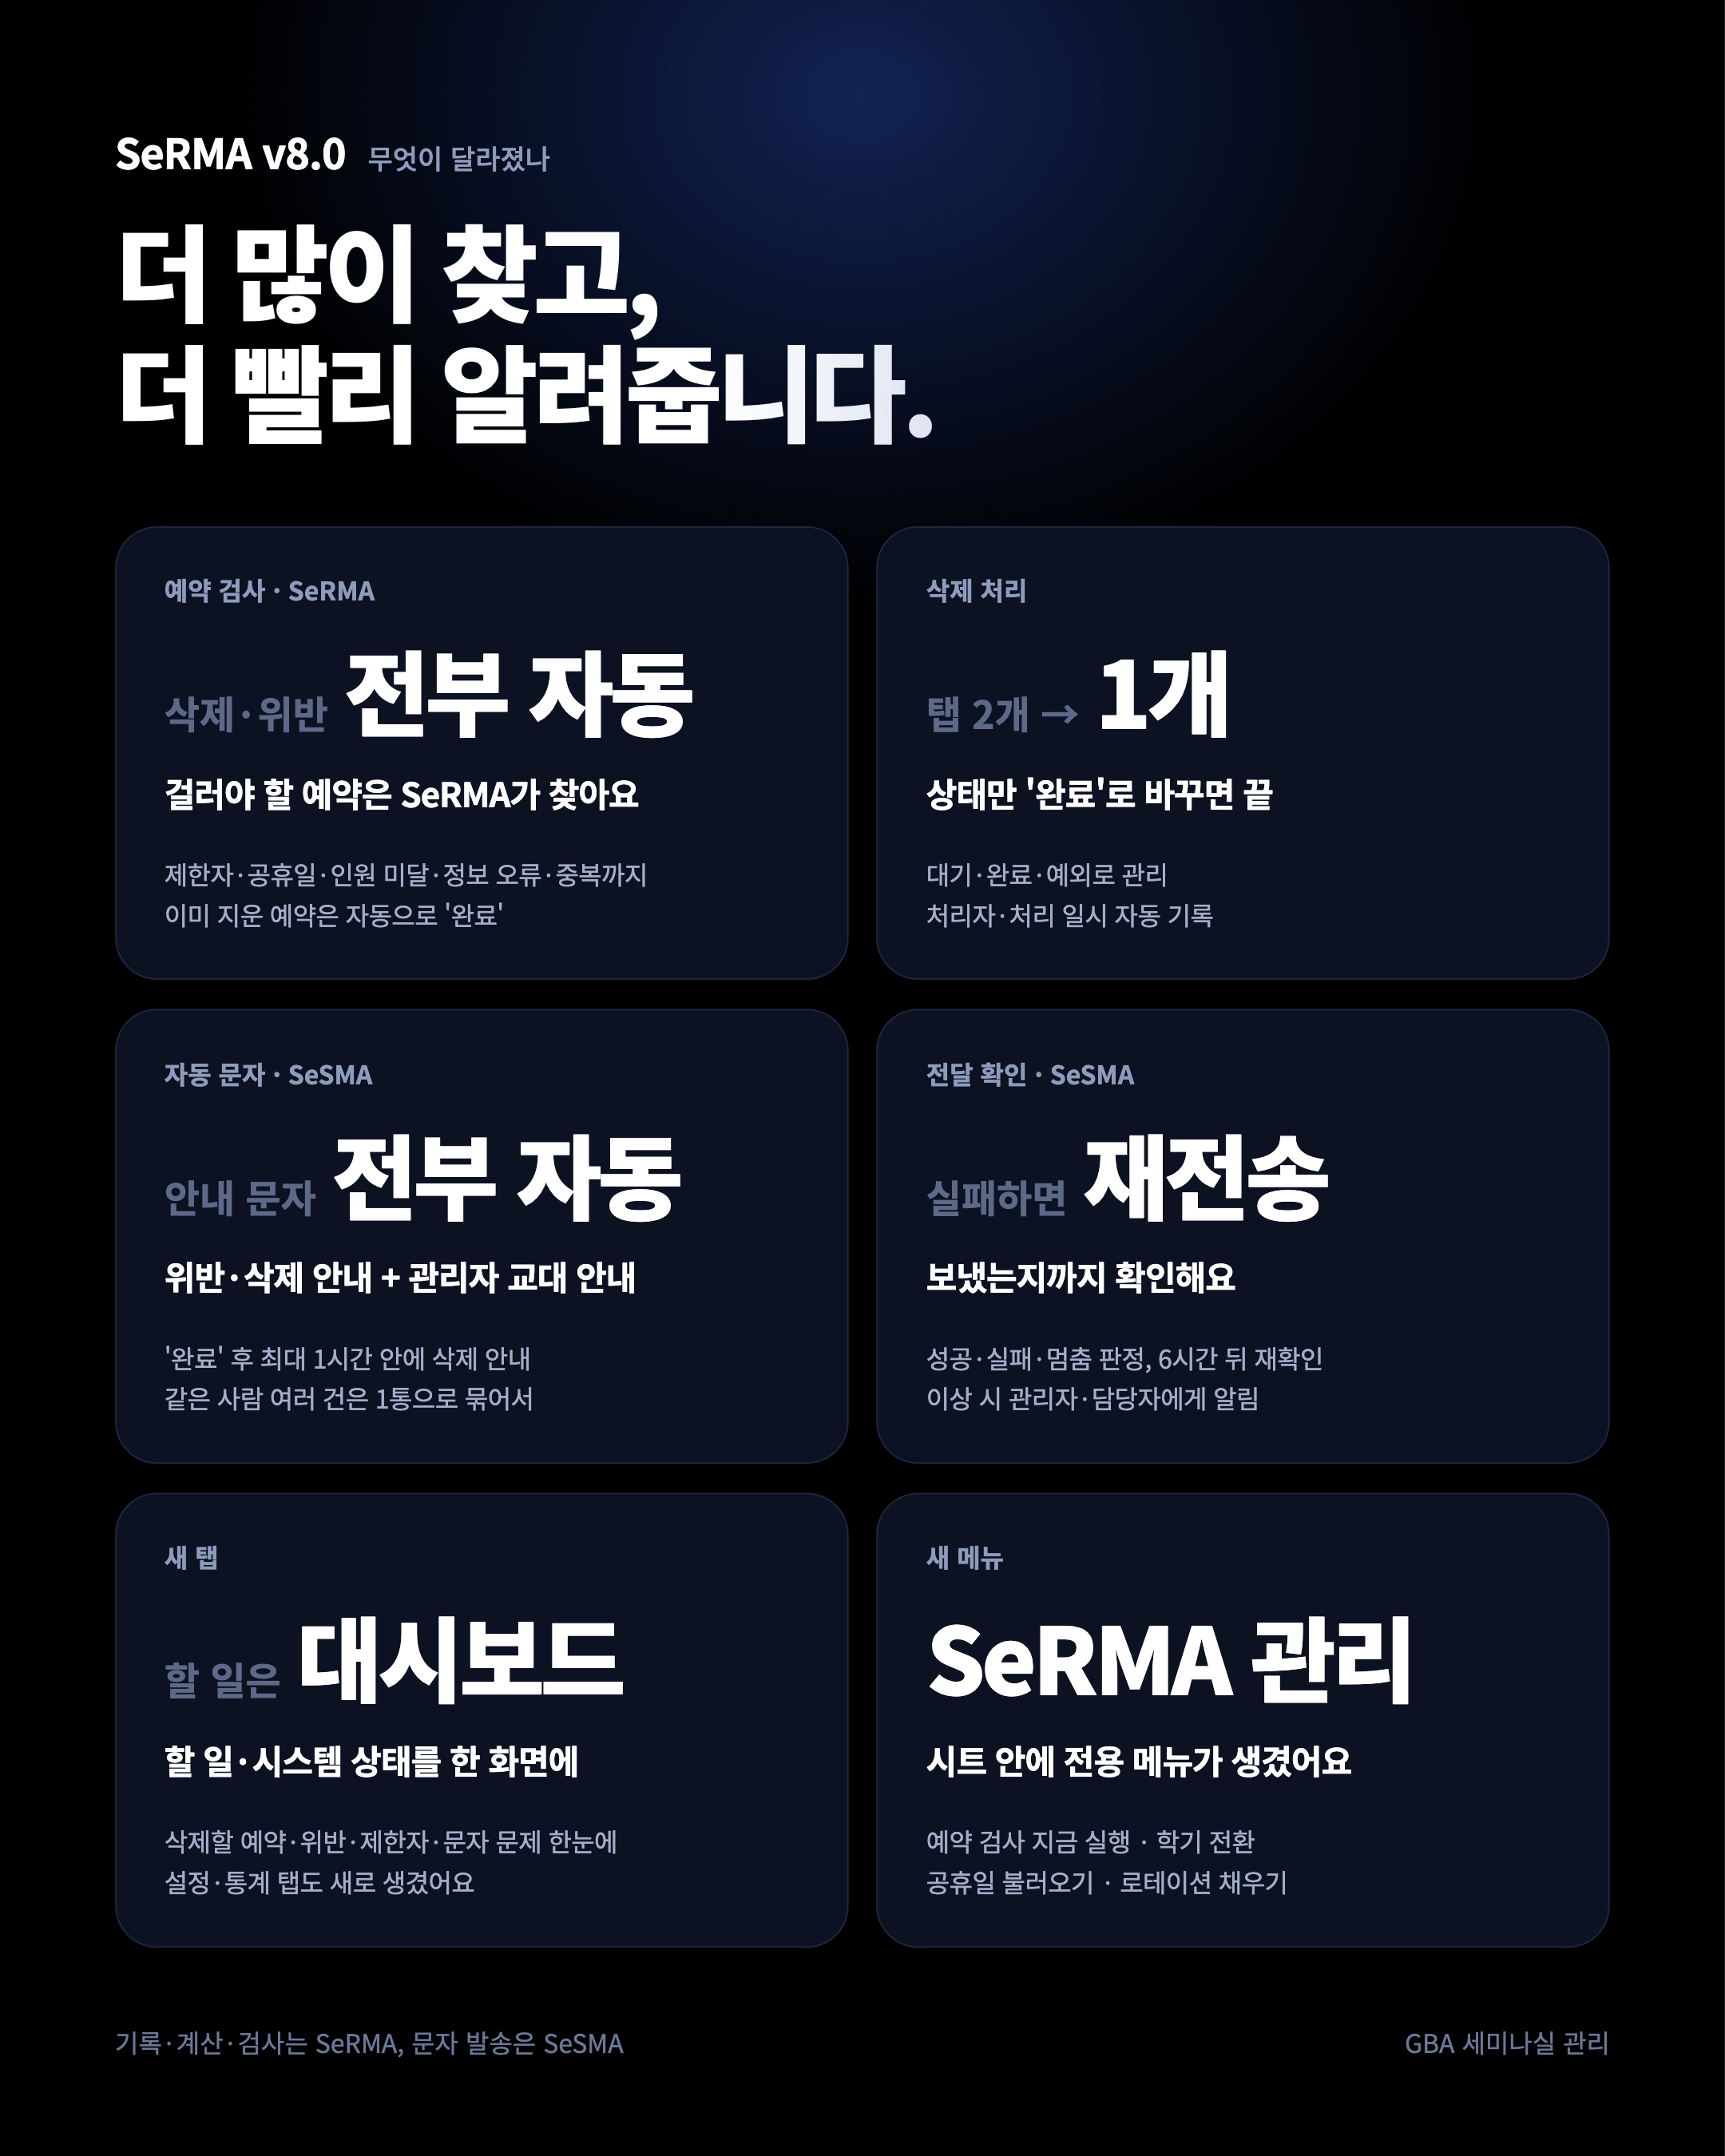 SeRMA v8.0 무엇이 달라졌나
더 많이 찾고,
더 빨리 알려줍니다.
예약 검사 · SeRMA
삭제·위반 전부 자동
걸러야 할 예약은 SeRMA가 찾아요
제한자·공휴일·인원 미달·정보 오류·중복까지
이미 지운 예약은 자동으로 '완료'
삭제 처리
탭 2개 → 1개
상태만 '완료'로 바꾸면 끝
대기·완료·예외로 관리
처리자·처리 일시 자동 기록
자동 문자 · SeSMA
안내 문자 전부 자동
위반·삭제 안내 + 관리자 교대 안내
'완료' 후 최대 1시간 안에 삭제 안내
같은 사람 여러 건은 1통으로 묶어서
전달 확인 · SeSMA
실패하면 재전송
보냈는지까지 확인해요
성공·실패·멈춤 판정, 6시간 뒤 재확인
이상 시 관리자·담당자에게 알림
새 탭
할 일은 대시보드
할 일·시스템 상태를 한 화면에
삭제할 예약·위반·제한자·문자 문제 한눈에
설정·통계 탭도 새로 생겼어요
새 메뉴
SeRMA 관리
시트 안에 전용 메뉴가 생겼어요
예약 검사 지금 실행 · 학기 전환
공휴일 불러오기 · 로테이션 채우기
기록·계산·검사는 SeRMA, 문자 발송은 SeSMA
GBA 세미나실 관리